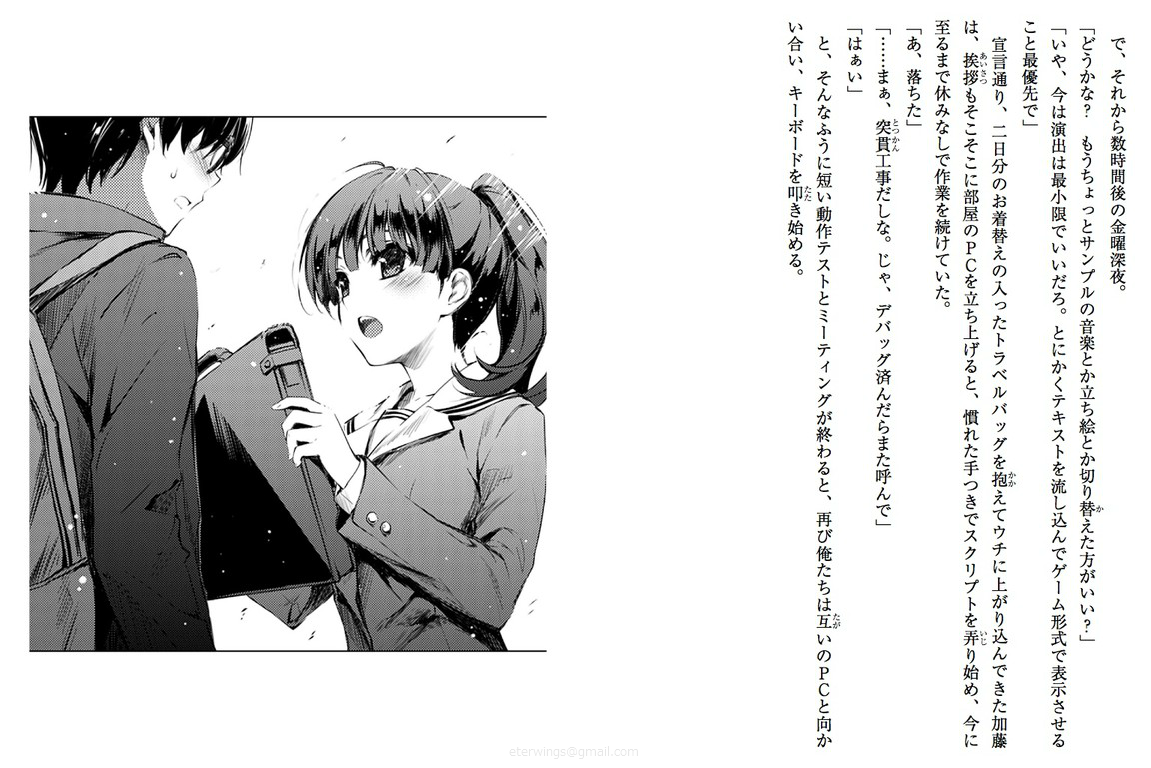 で、それから数時間後の金曜深夜。
「どうかな？　もうちょっとサンプルの音楽とか立ち絵とか切り替えた方がいい？」
「いや、今は演出は最小限でいいだろ。とにかくテキストを流し込んでゲーム形式で表示させる
こと最優先で」
宣言通り、二日分のお着替えの入ったトラベルバッグを抱えてウチに上がり込んできた加藤
は、挨拶もそこそこに部屋のＰＣを立ち上げると、慣れた手つきでスクリプトを弄り始め、今に
至るまで休みなしで作業を続けていた。
「あ、落ちた」
「……まぁ、突貫工事だしな。じゃ、デバッグ済んだらまた呼んで」
「はぁい」
と、そんなふうに短い動作テストとミーティングが終わると、再び俺たちは互いのＰＣと向か
い合い、キーボードを叩き始める。
eterwings@gmail.com